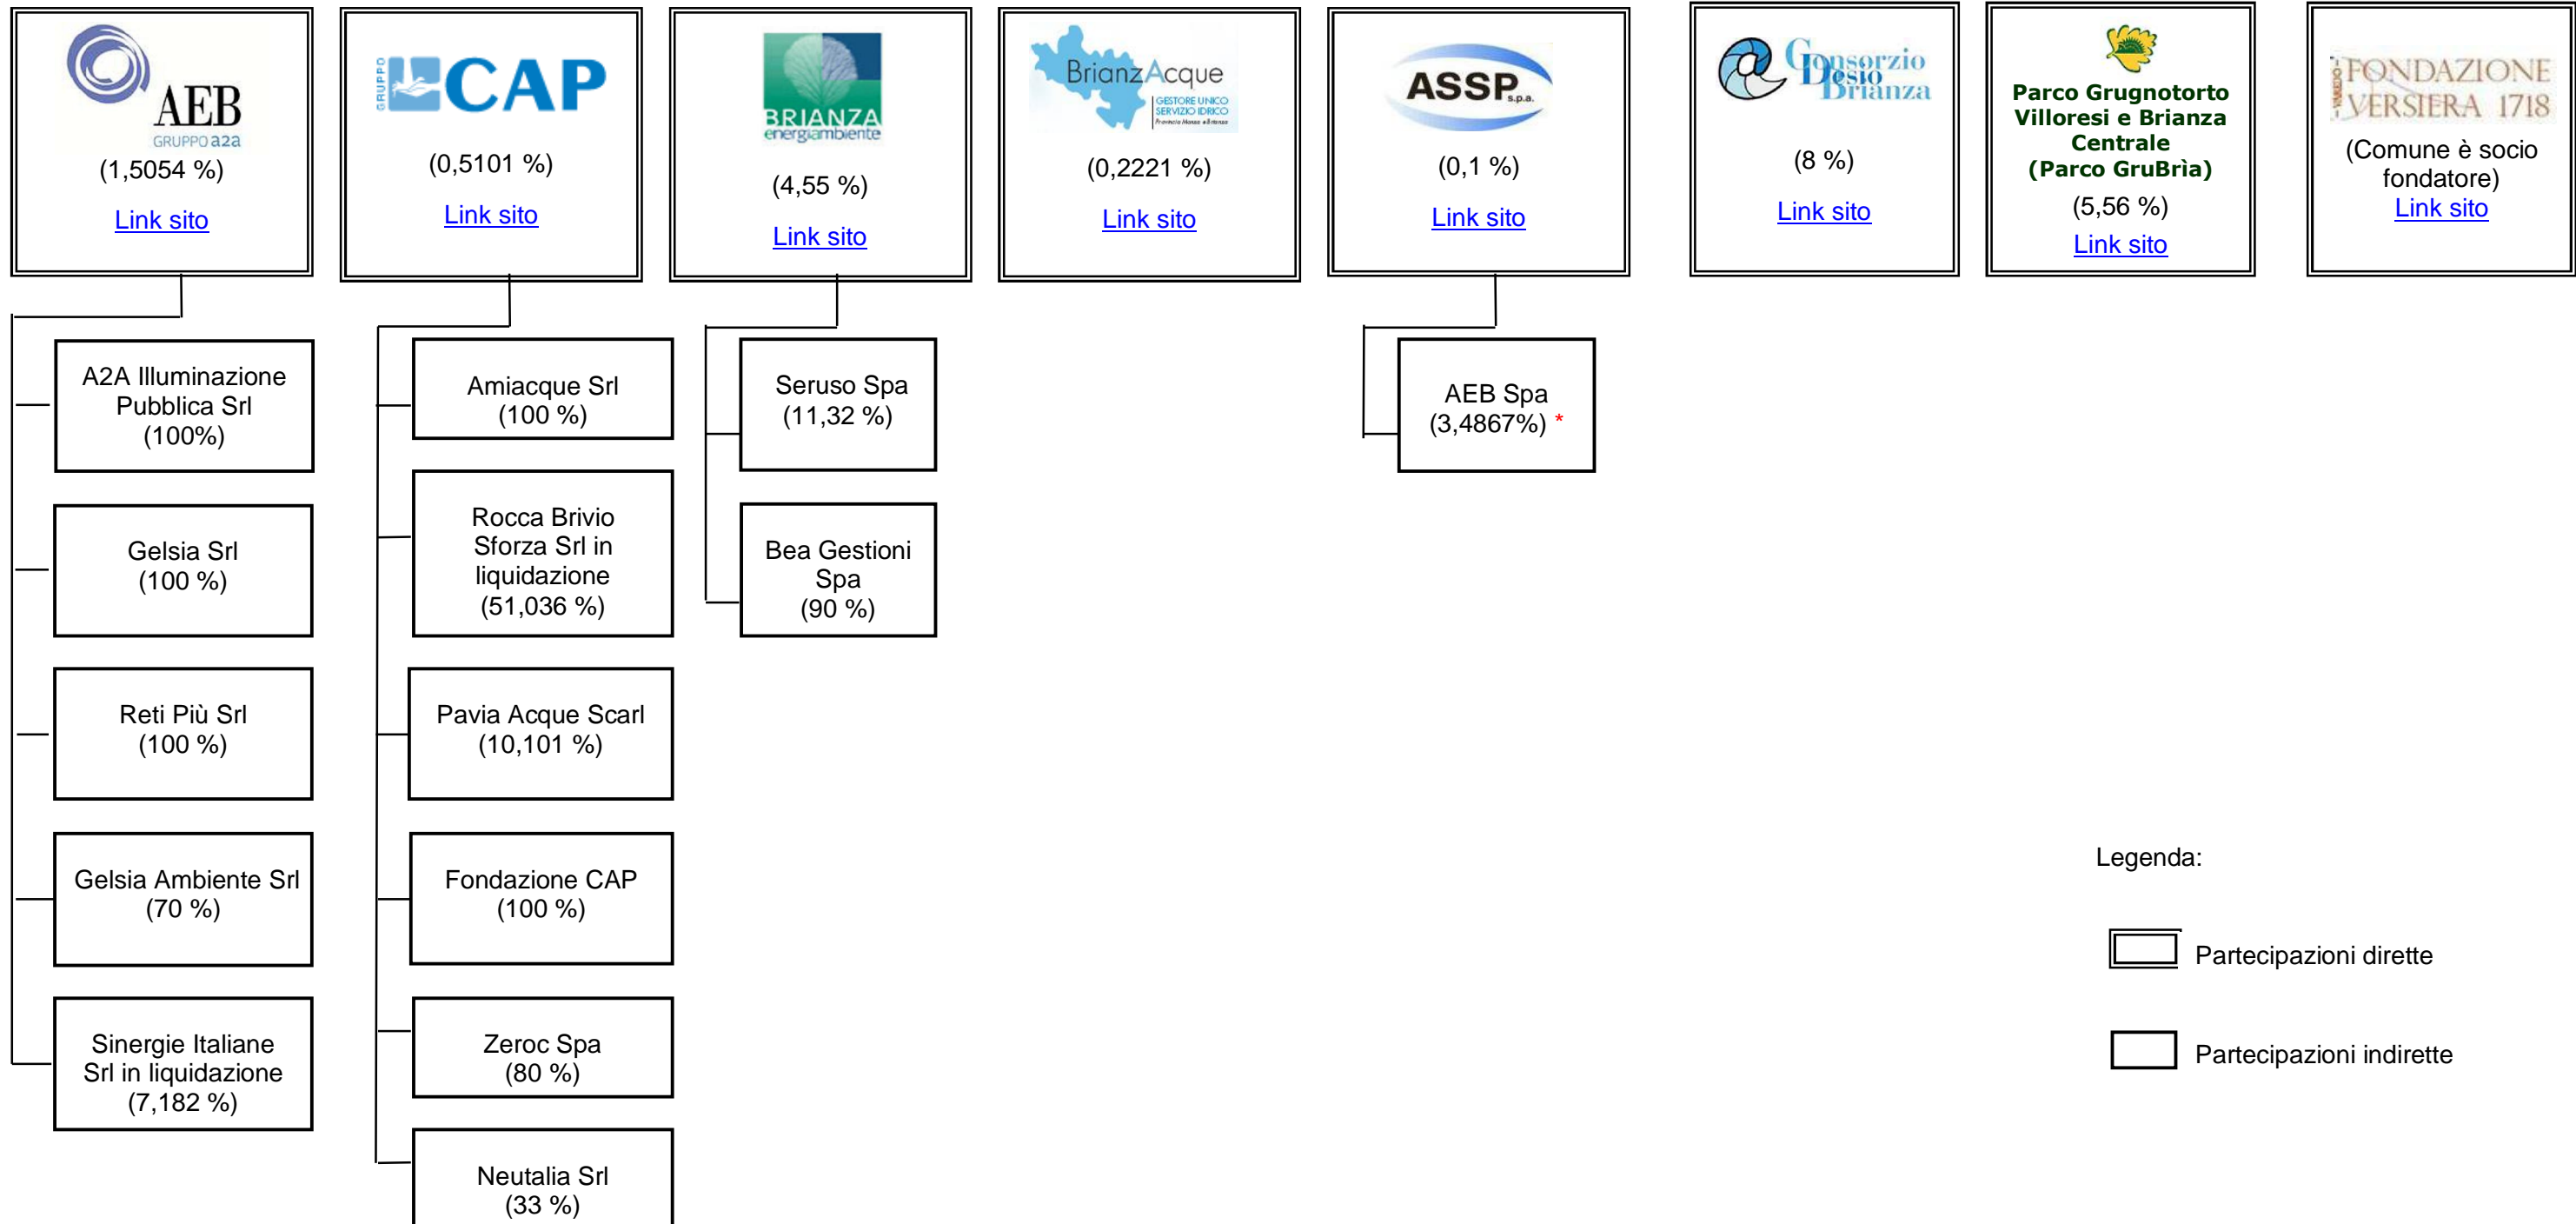 AEB
GRUPPO a2a
(1,5054 %)
Link sito
GRUPPO
CAP
(0,5101 %)
Link sito
BRIANZA
energiambiente
(4,55 %)
Link sito
BrianzAcque
GESTORE UNICO
SERVIZIO IDRICO
Provincia Monza e Brianza
(0,2221 %)
Link sito
ASSP s.p.a.
(0,1 %)
Link sito
Consorzio
Desio
Brianza
(8 %)
Link sito
Parco Grugnotorto
Villoresi e Brianza
Centrale
(Parco GruBrìa)
(5,56 %)
Link sito
VAREDO
FONDAZIONE
VERSIERA 1718
(Comune è socio
fondatore)
Link sito
A2A Illuminazione
Pubblica Srl
(100%)
Gelsia Srl
(100 %)
Reti Più Srl
(100 %)
Gelsia Ambiente Srl
(70 %)
Sinergie Italiane
Srl in liquidazione
(7,182 %)
Amiacque Srl
(100 %)
Rocca Brivio
Sforza Srl in
liquidazione
(51,036 %)
Pavia Acque Scarl
(10,101 %)
Fondazione CAP
(100 %)
Zeroc Spa
(80 %)
Neutalia Srl
(33 %)
Seruso Spa
(11,32 %)
Bea Gestioni
Spa
(90 %)
AEB Spa
(3,4867%) *
Legenda:
Partecipazioni dirette
Partecipazioni indirette